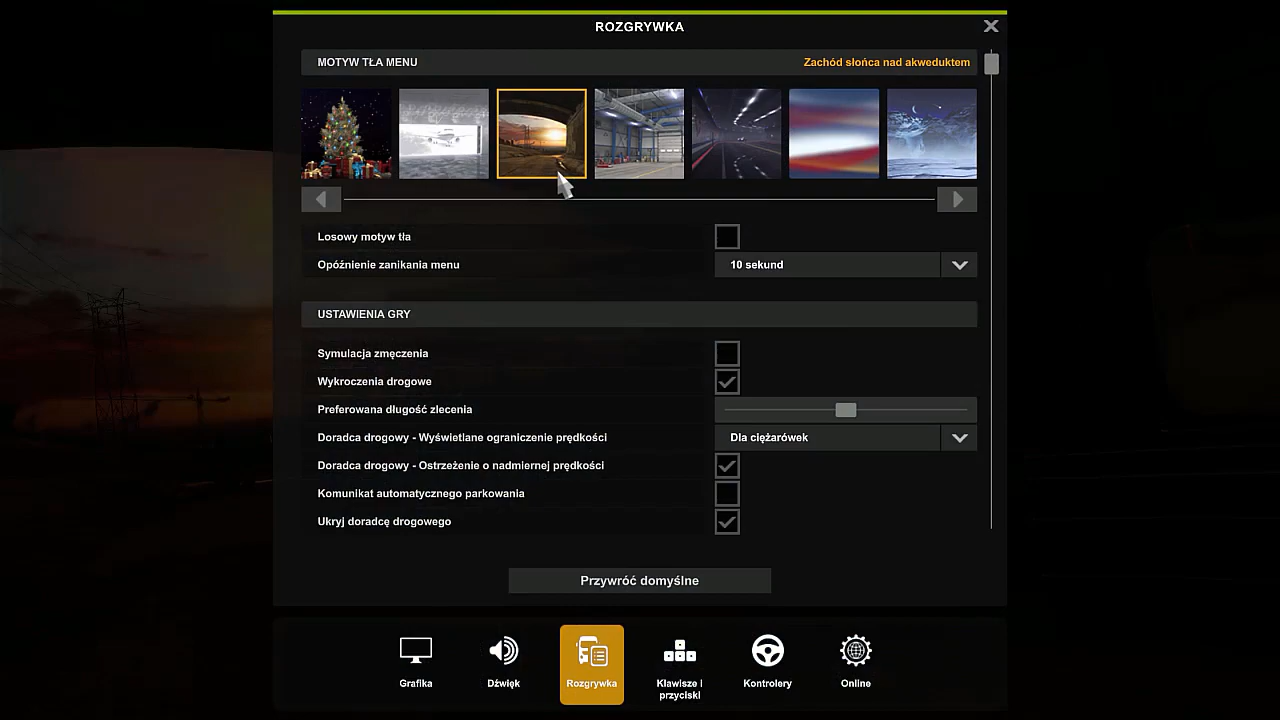 ROZGRYWKA
MOTYW TŁA MENU
Zachód słońca nad akweduktem
Losowy motyw tła
Opóźnienie zanikania menu
10 sekund
USTAWIENIA GRY
Symulacja zmęczenia
Wykroczenia drogowe
Preferowana długość zlecenia
Doradca drogowy - Wyświetlane ograniczenie prędkości
Dla ciężarówek
Doradca drogowy - Ostrzeżenie o nadmiernej prędkości
Komunikat automatycznego parkowania
Ukryj doradcę drogowego
Przywróć domyślne
Grafika
Dźwięk
Rozgrywka
Klawisze i
przyciski
Kontrolery
Online